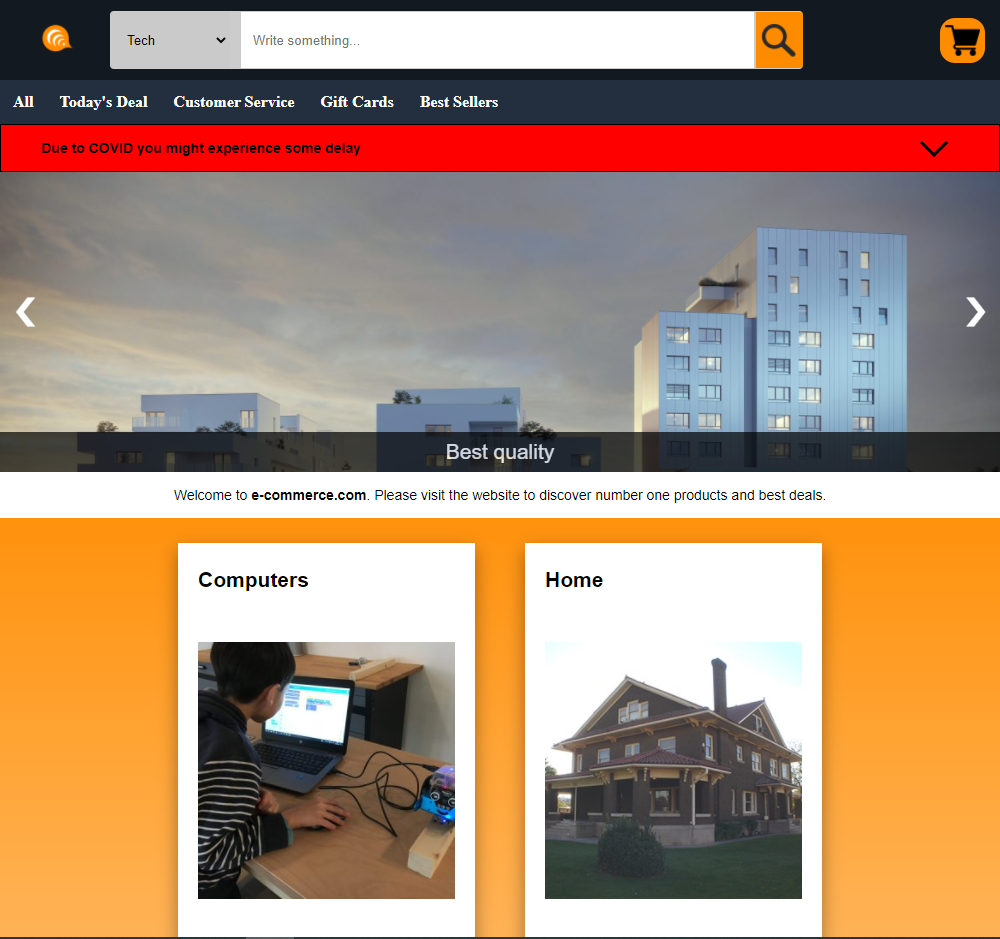 Tech
Write something...
All Today's Deal Customer Service Gift Cards Best Sellers
Due to COVID you might experience some delay
Best quality
Welcome to e-commerce.com. Please visit the website to discover number one products and best deals.
Computers
Home